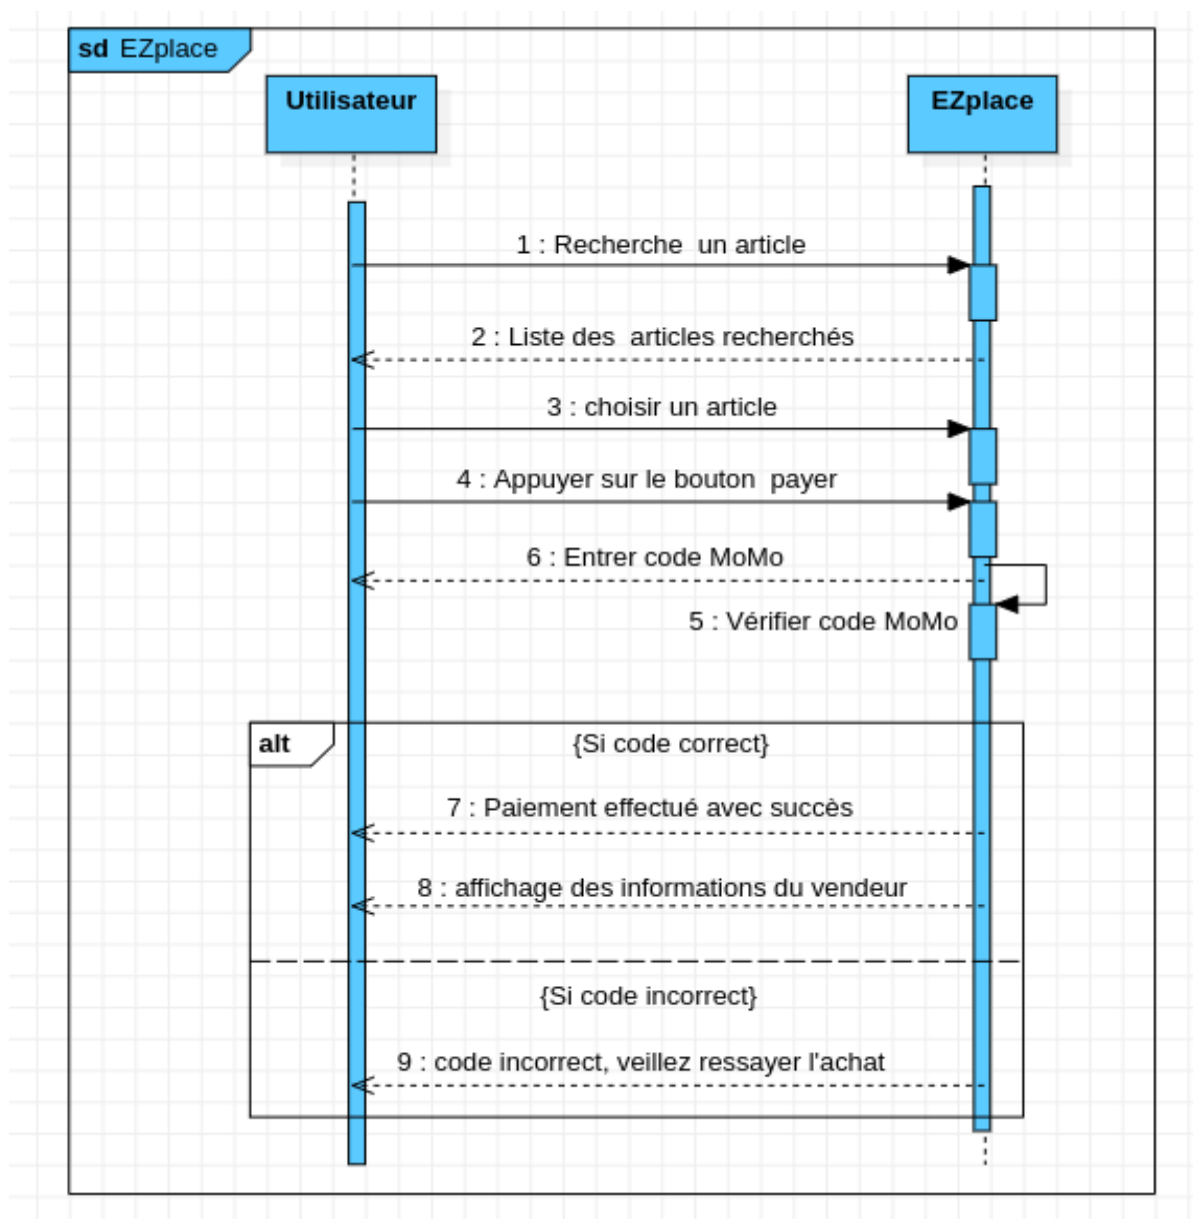 sd EZplace
Utilisateur
EZplace
1 : Recherche  un article
2 : Liste des  articles recherchés
3 : choisir un article
4 : Appuyer sur le bouton  payer
6 : Entrer code MoMo
5 : Vérifier code MoMo
alt
{Si code correct}
7 : Paiement effectué avec succès
8 : affichage des informations du vendeur
{Si code incorrect}
9 : code incorrect, veillez ressayer l'achat